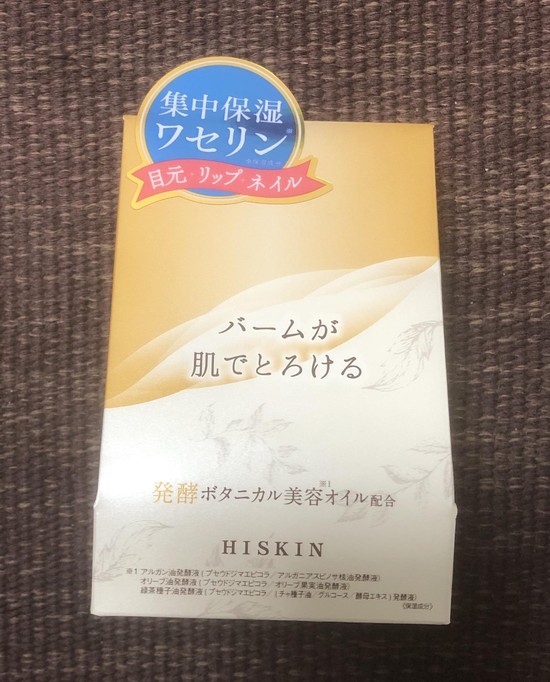 集中保湿
ワセリン※
目元・リップ・ネイル
バームが
肌でとろける
※1
発酵ボタニカル美容オイル配合
HISKIN
※1 アルガン油発酵液(プセウドジマエピコラ/アルガニアスピノサ核油発酵液)
オリーブ油発酵液(プセウドジマエピコラ/オリーブ果実油発酵液)
緑茶種子油発酵液(プセウドジマエピコラ/(チャ種子油/グルコース/酵母エキス)発酵液)
(保湿成分)